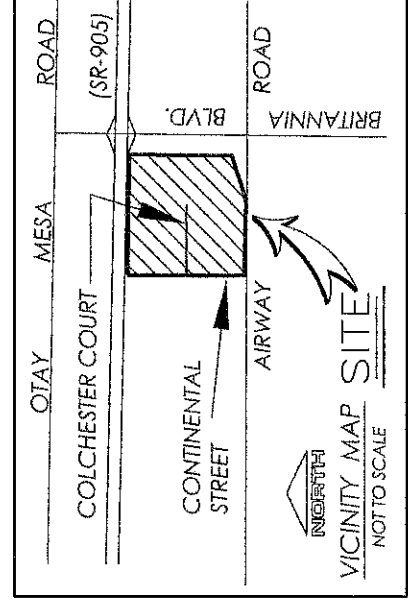 OTAY MESA ROAD
(SR-905)
COLCHESTER COURT
BLVD.
CONTINENTAL
STREET
AIRWAY ROAD
BRITANNIA
NORTH
VICINITY MAP
NOT TO SCALE
SITE